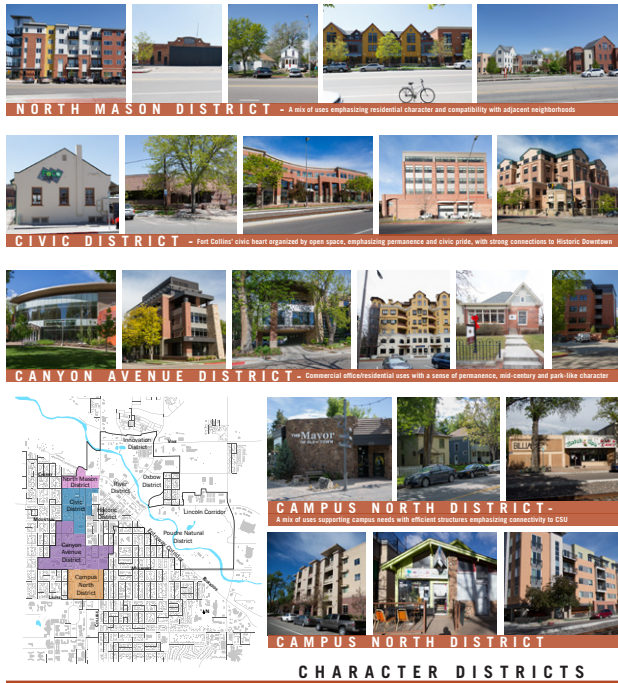 NORTH MASON DISTRICT - A mix of uses emphasizing residential character and compatibility with adjacent neighborhoods
CIVIC DISTRICT - Fort Collins' civic heart organized by open space, emphasizing permanence and civic pride, with strong connections to Historic Downtown
CANYON AVENUE DISTRICT - Commercial office/residential uses with a sense of permanence, mid-century and park-like character
THE Mayor
CAMPUS NORTH DISTRICT-
A mix of uses supporting campus needs with efficient structures emphasizing connectivity to CSU
Innovation
District
North Mason
District
River
District
Oxbow
District
Civic
District
Historic
District
Lincoln Corridor
Poudre Natural
District
Canyon
Avenue
District
Campus
North
District
CAMPUS NORTH DISTRICT
CHARACTER DISTRICTS